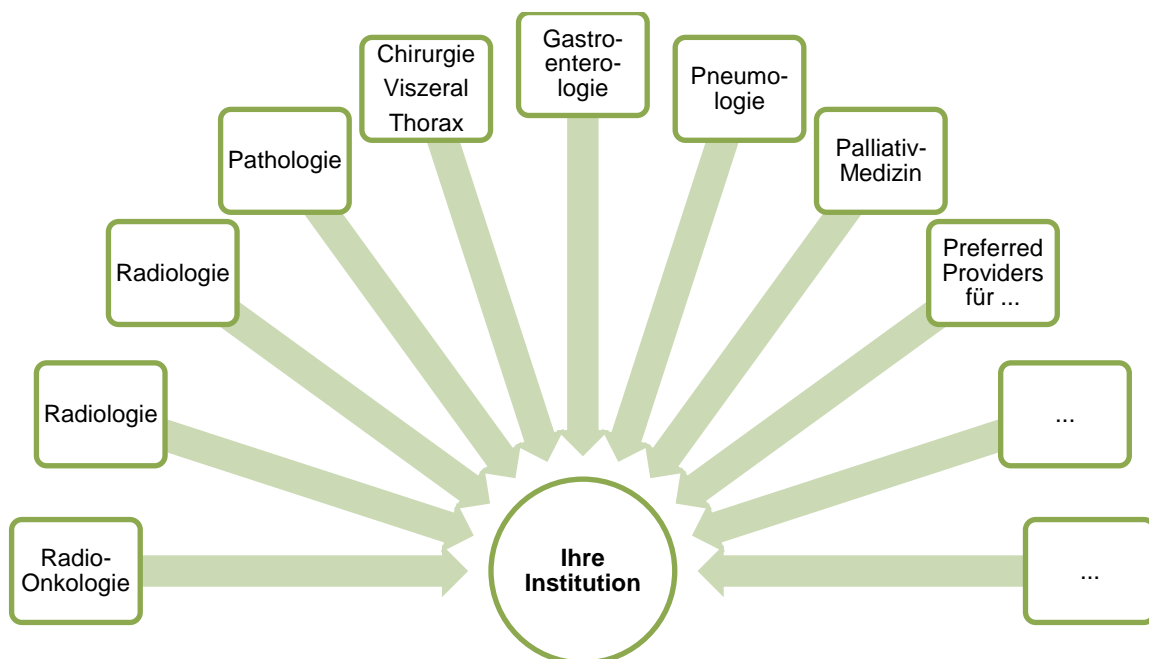 Radio-
Onkologie
Radiologie
Radiologie
Pathologie
Chirurgie
Viszeral
Thorax
Gastro-
entero-
logie
Pneumo-
logie
Palliativ-
Medizin
Preferred
Providers
für ...
...
...
Ihre
Institution